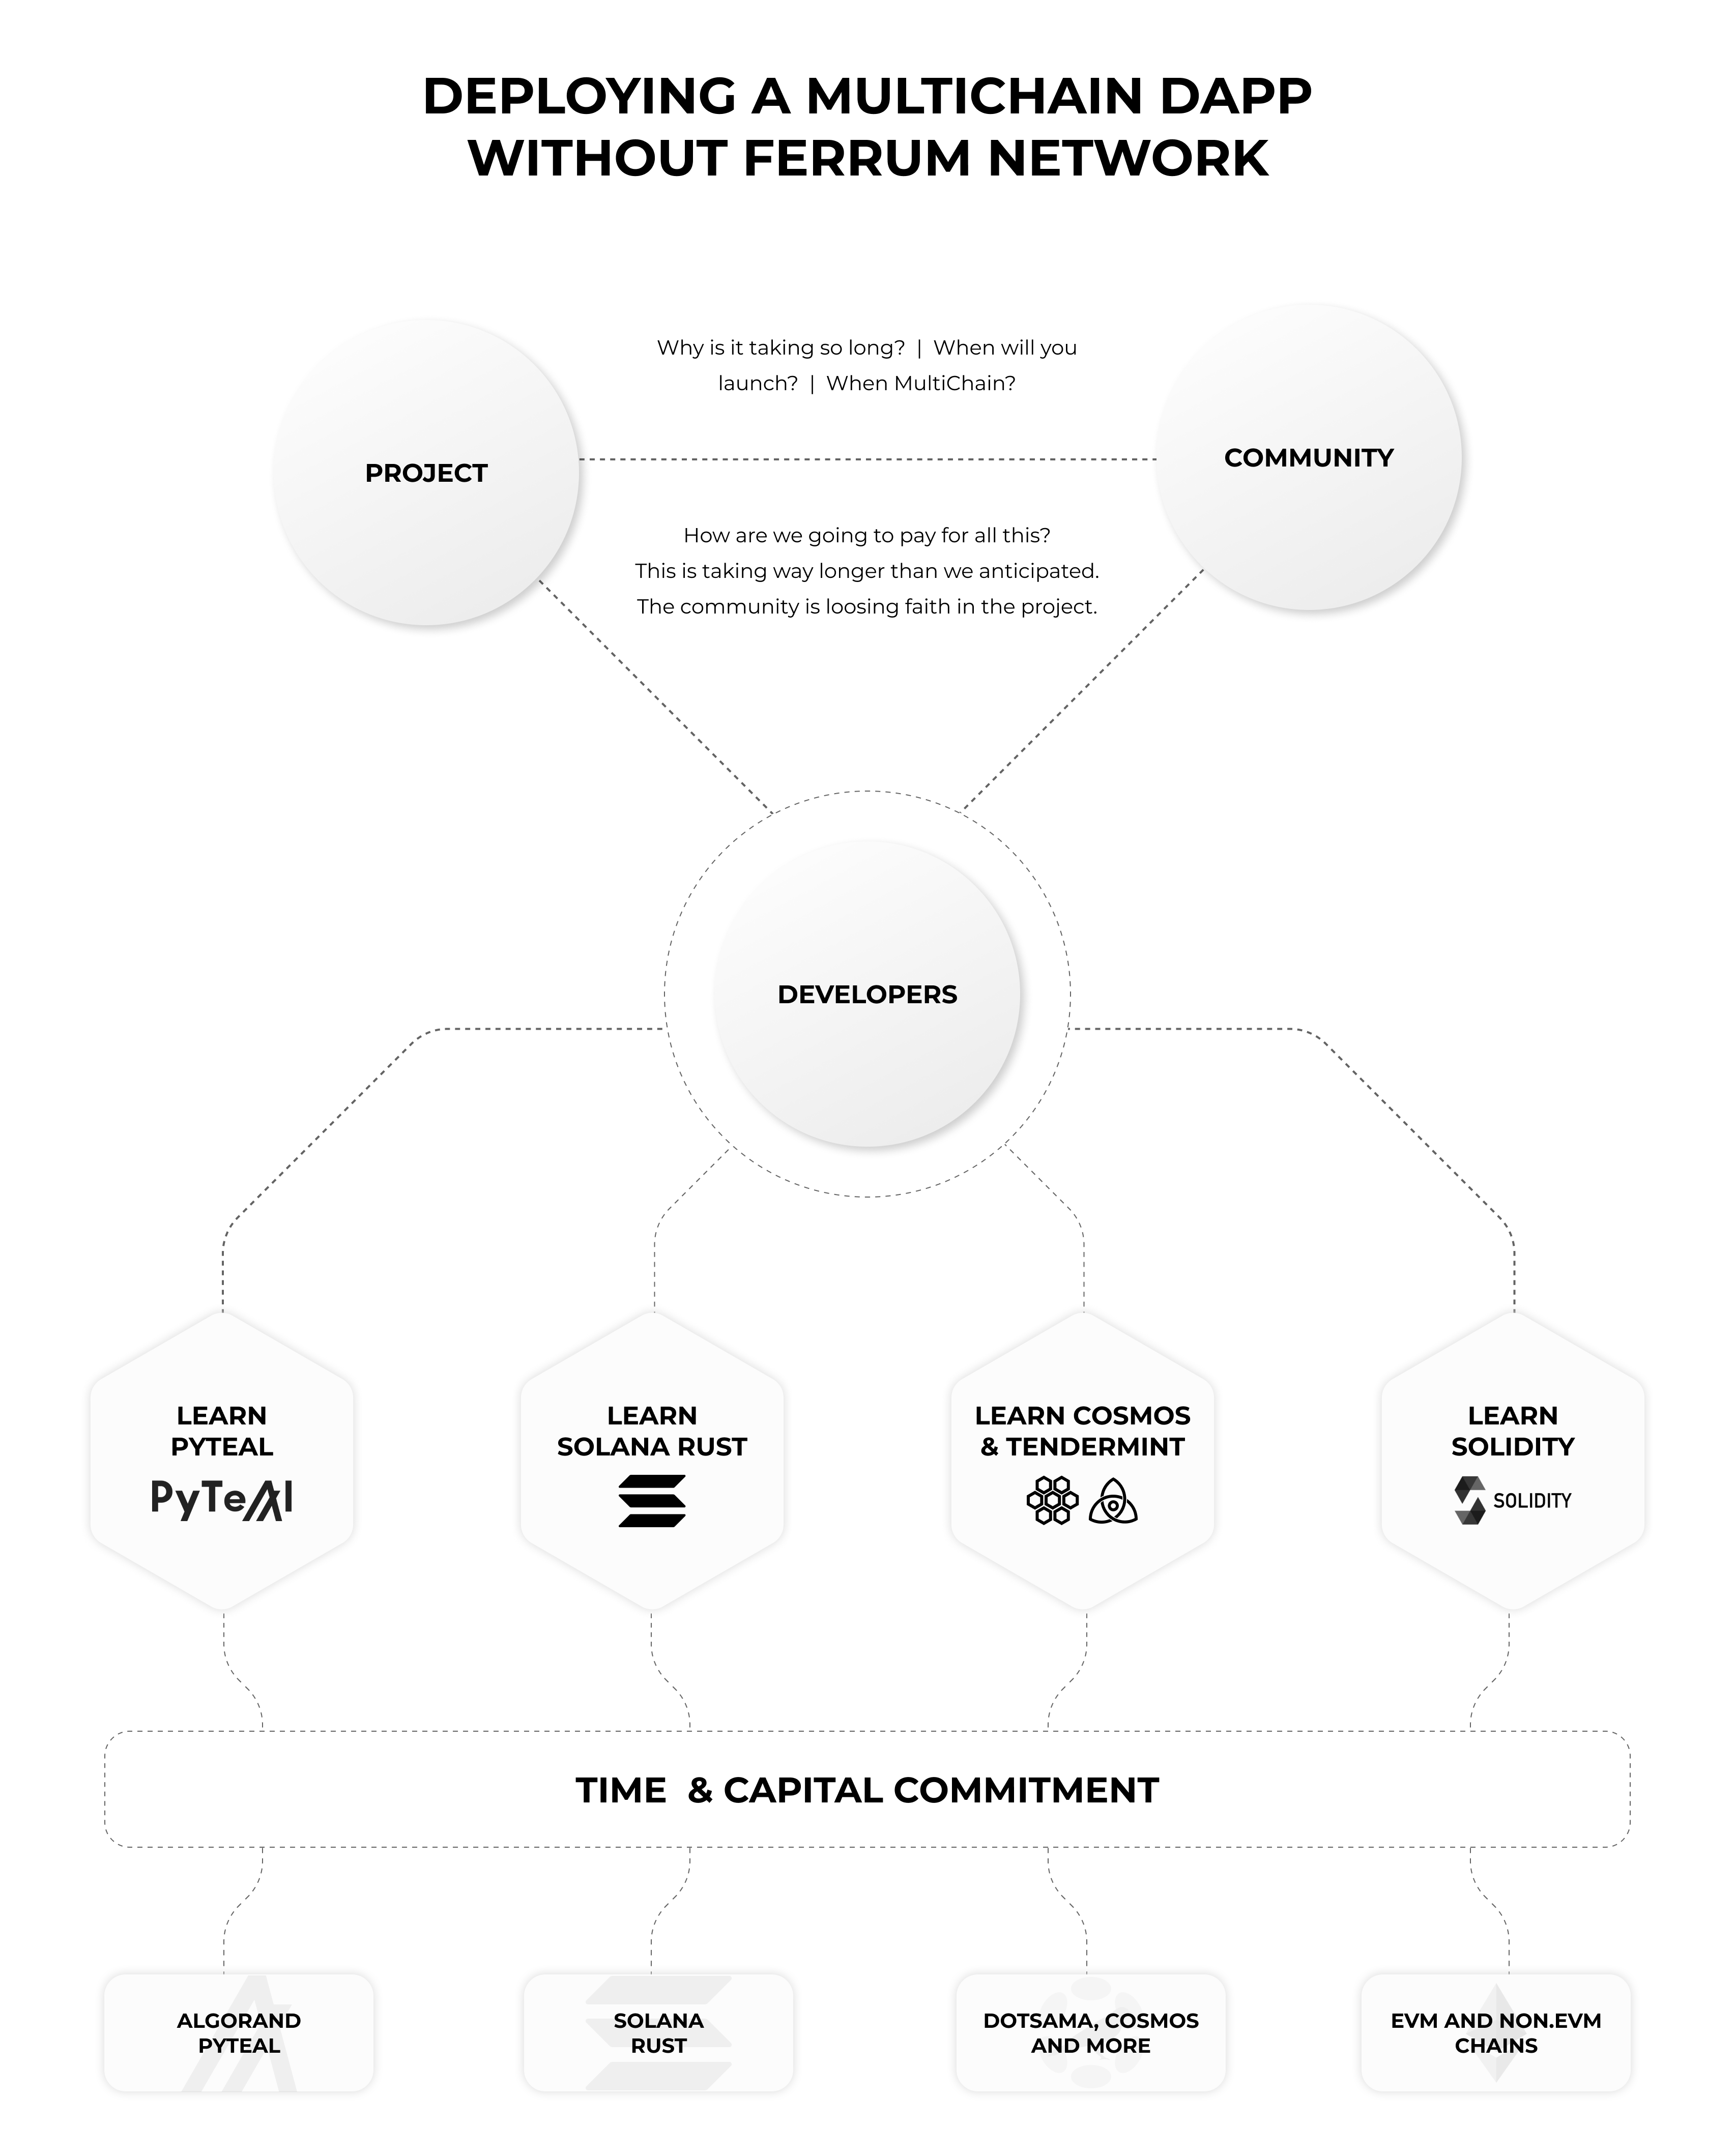 DEPLOYING A MULTICHAIN DAPP
WITHOUT FERRUM NETWORK
Why is it taking so long? | When will you
launch? | When MultiChain?
PROJECT
COMMUNITY
How are we going to pay for all this?
This is taking way longer than we anticipated.
The community is loosing faith in the project.
DEVELOPERS
LEARN
PYTEAL
PyTeal
LEARN
SOLANA RUST
LEARN COSMOS
& TENDERMINT
LEARN
SOLIDITY
SOLIDITY
TIME & CAPITAL COMMITMENT
ALGORAND
PYTEAL
SOLANA
RUST
DOTSAMA, COSMOS
AND MORE
EVM AND NON.EVM
CHAINS